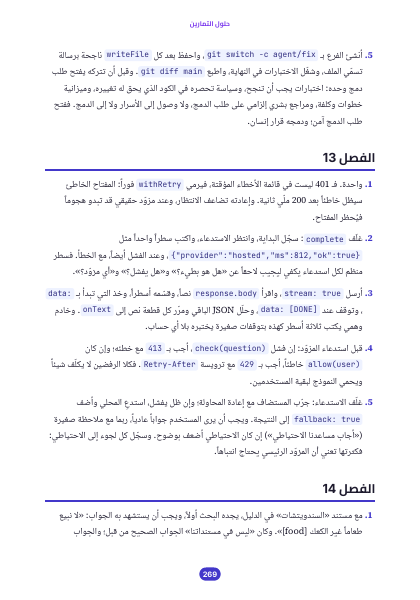 حلول التمارين
5. أنشئ الفرع بـ git switch -c agent/fix ، واحفظ بعد كل writeFile ناجحة برسالة
تسمّي الملف، وشغّل الاختبارات في النهاية، واطبع git diff main . وقبل أن تتركه يفتح طلب
دمج وحده: اختبارات يجب أن تنجح، وسياسة تحصره في الكود الذي يحق له تغييره، وميزانية
خطوات وكلفة، ومراجع بشري إلزامي على طلب الدمج، ولا وصول إلى الأسرار ولا إلى الدمج. ففتح
طلب الدمج آمن؛ ودمجه قرار إنسان.
الفصل 13
1. واحدة. فـ 401 ليست في قائمة الأخطاء المؤقتة، فيرمي withRetry فوراً: المفتاح الخاطئ
سيظل خاطئاً بعد 200 ملّي ثانية. وإعادته تضاعف الانتظار، وعند مزوّد حقيقي قد تبدو هجوماً
فيُحظر المفتاح.
2. غلّف complete : سجّل البداية، وانتظر الاستدعاء، واكتب سطراً واحداً مثل
{"provider":"hosted","ms":812,"ok":true} ، وعند الفشل أيضاً، مع الخطأ. فسطر
منظم لكل استدعاء يكفي ليجيب لاحقاً عن «هل هو بطيء؟» و«هل يفشل؟» و«أي مزوّد؟».
3. أرسل stream: true ، واقرأ response.body نصاً، وقسّمه أسطراً، وخذ التي تبدأ بـ data:
، وتوقف عند data: [DONE] ، وحلّل JSON الباقي ومرّر كل قطعة نص إلى onText . وخادم
وهمي يكتب ثلاثة أسطر كهذه بتوقفات صغيرة يختبره بلا أي حساب.
4. قبل استدعاء المزوّد: إن فشل check(question) ، أجب بـ 413 مع خطئه؛ وإن كان
allow(user) خاطئاً، أجب بـ 429 مع ترويسة Retry-After . فكلا الرفضين لا يكلّف شيئاً
ويحمي النموذج لبقية المستخدمين.
5. غلّف الاستدعاء: جرّب المستضاف مع إعادة المحاولة؛ وإن ظل يفشل، استدعِ المحلي وأضف
fallback: true إلى النتيجة. ويجب أن يرى المستخدم جواباً عادياً، ربما مع ملاحظة صغيرة
(«أجاب مساعدنا الاحتياطي») إن كان الاحتياطي أضعف بوضوح. وسجّل كل لجوء إلى الاحتياطي:
فكثرتها تعني أن المزوّد الرئيسي يحتاج انتباهاً.
الفصل 14
1. مع مستند «السندويتشات» في الدليل، يجده البحث أولاً، ويجب أن يستشهد به الجواب: «لا نبيع
طعاماً غير الكعك [food]». وكان «ليس في مستنداتنا» الجواب الصحيح من قبل؛ والجواب
269